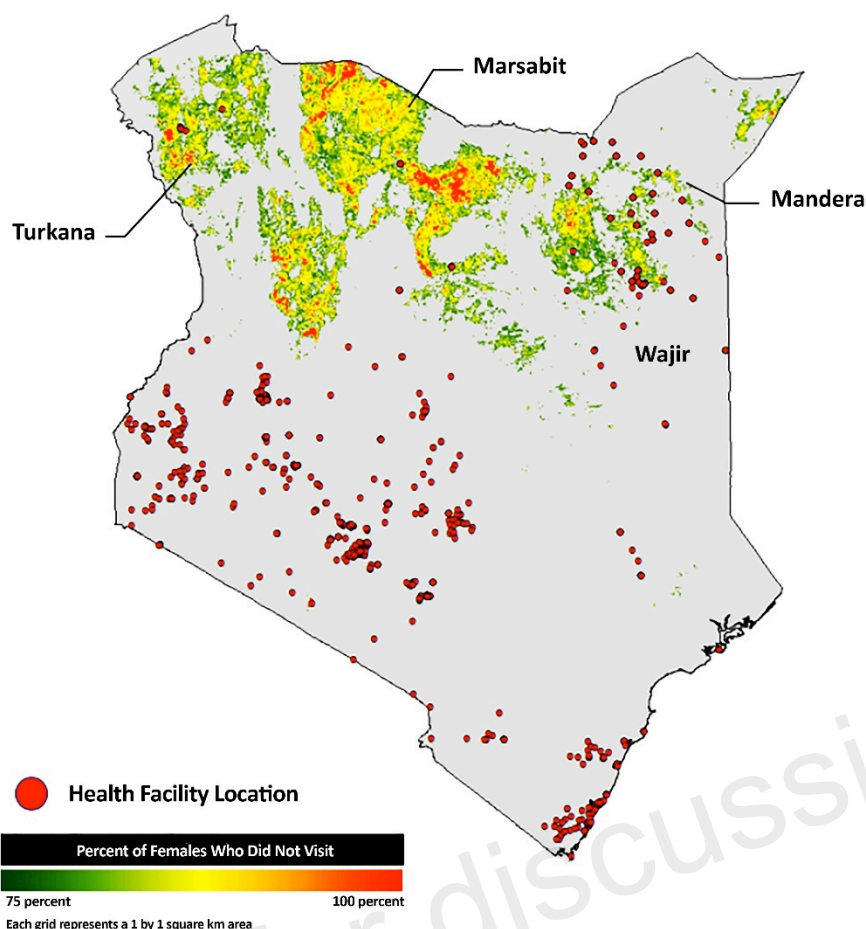 Marsabit
Mandera
Turkana
Wajir
Health Facility Location
Percent of Females Who Did Not Visit
75 percent
100 percent
Each grid represents a 1 by 1 square km area
discussi